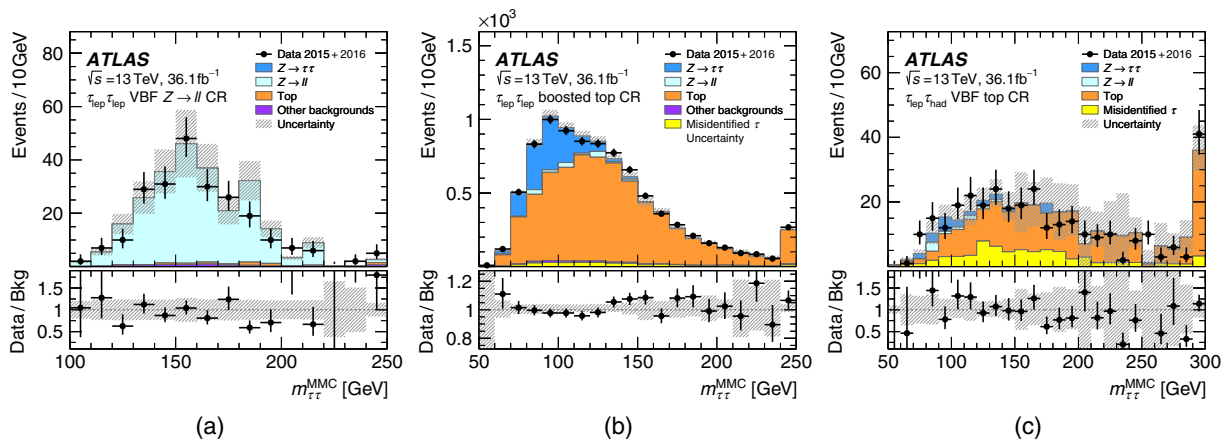 ATLAS
√s = 13 TeV, 36.1 fb⁻¹
τlepτlep VBF Z → ll CR
Data 2015 + 2016
Z → ττ
Z → ll
Top
Other backgrounds
Uncertainty
Events / 10 GeV
80
60
40
20
Data / Bkg
1.5
1
0.5
100 150 200 250
mττMMC [GeV]
(a)
×10³
ATLAS
√s = 13 TeV, 36.1 fb⁻¹
τlepτlep boosted top CR
Data 2015 + 2016
Z → ττ
Z → ll
Top
Other backgrounds
Misidentified τ
Uncertainty
Events / 10 GeV
1.5
1
0.5
Data / Bkg
1.2
1
0.8
50 100 150 200 250
mττMMC [GeV]
(b)
ATLAS
√s = 13 TeV, 36.1 fb⁻¹
τlepτhad VBF top CR
Data 2015 + 2016
Z → ττ
Z → ll
Top
Misidentified τ
Uncertainty
Events / 10 GeV
60
40
20
Data / Bkg
1.5
1
0.5
50 100 150 200 250 300
mττMMC [GeV]
(c)